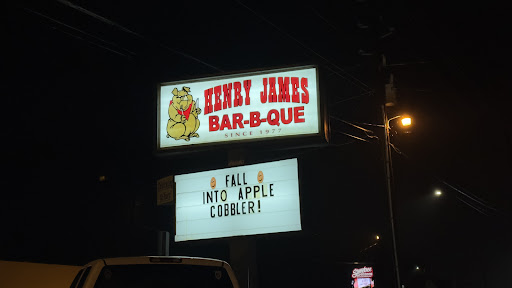 HENRY JAMES
BAR-B-QUE
SINCE 1977
FALL
INTO APPLE
COBBLER!